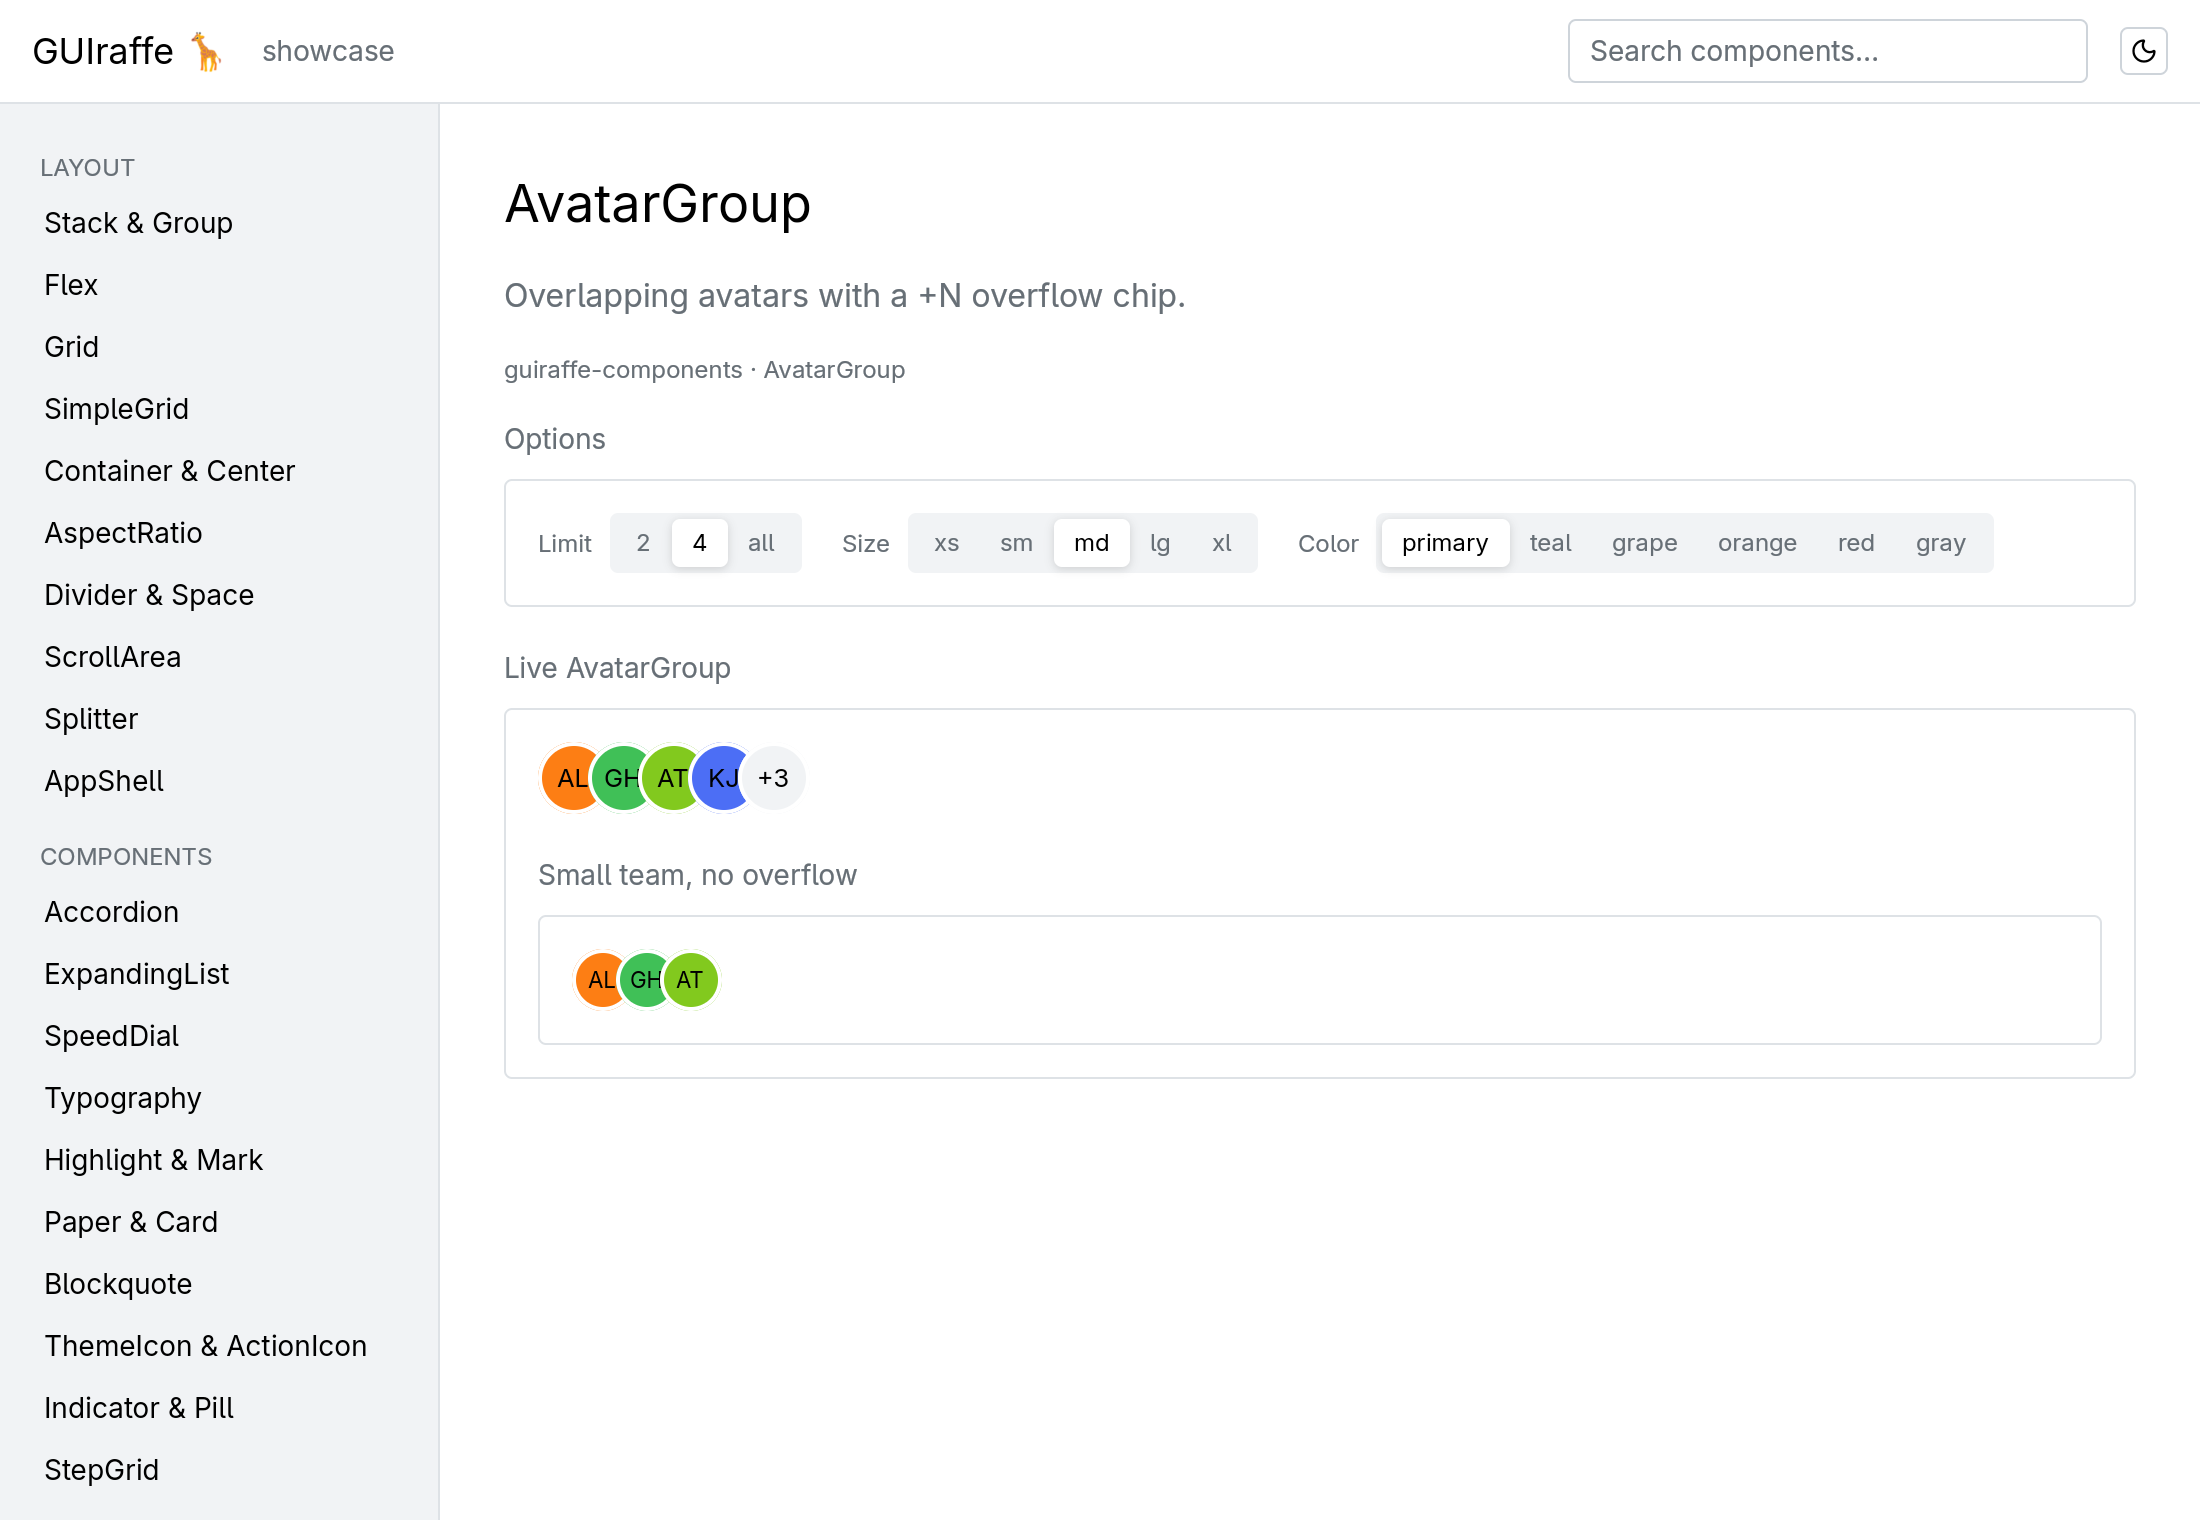 GUIraffe 🦒 showcase
Search components...
LAYOUT
Stack & Group
Flex
Grid
SimpleGrid
Container & Center
AspectRatio
Divider & Space
ScrollArea
Splitter
AppShell
COMPONENTS
Accordion
ExpandingList
SpeedDial
Typography
Highlight & Mark
Paper & Card
Blockquote
ThemeIcon & ActionIcon
Indicator & Pill
StepGrid
AvatarGroup
Overlapping avatars with a +N overflow chip.
guiraffe-components · AvatarGroup
Options
Limit 2 4 all Size xs sm md lg xl Color primary teal grape orange red gray
Live AvatarGroup
AL GH AT KJ +3
Small team, no overflow
AL GH AT